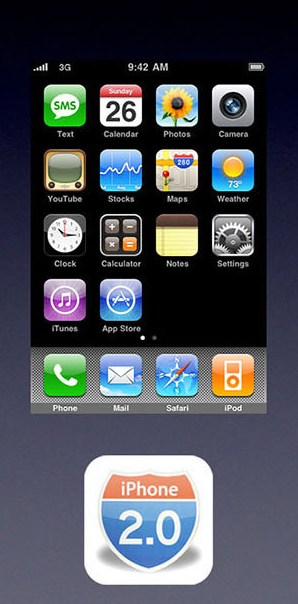 3G 9:42 AM
SMS Sunday 26
Text Calendar Photos Camera
280 73°
YouTube Stocks Maps Weather
Clock Calculator Notes Settings
iTunes App Store
Phone Mail Safari iPod
iPhone
2.0